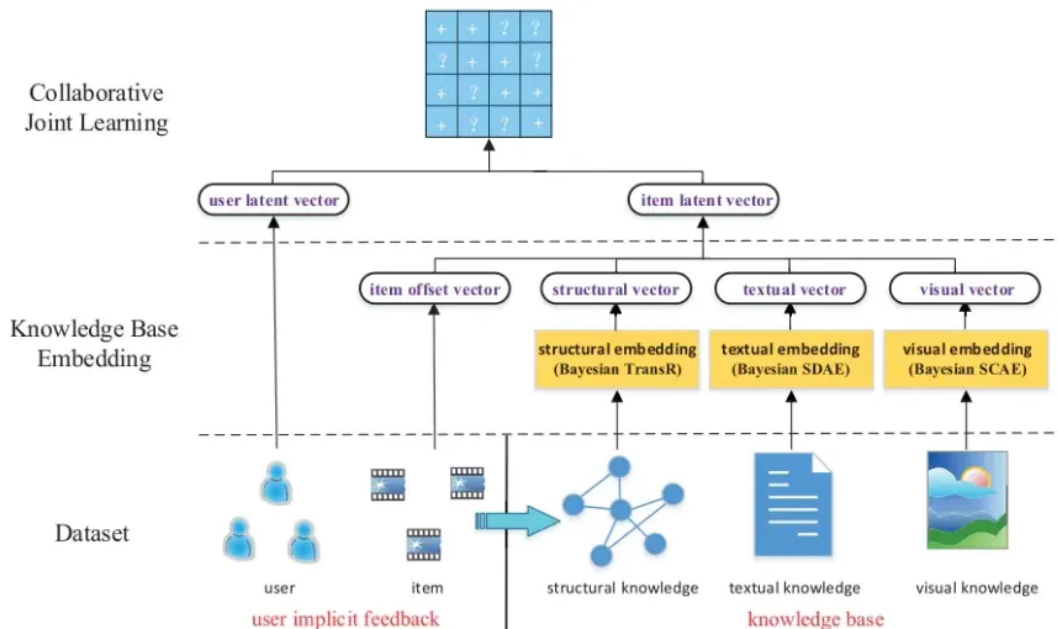 + + ? ?
? + + ?
+ ? + +
+ ? ? +
Collaborative
Joint Learning
user latent vector
item latent vector
item offset vector
structural vector
textual vector
visual vector
Knowledge Base
Embedding
structural embedding
(Bayesian TransR)
textual embedding
(Bayesian SDAE)
visual embedding
(Bayesian SCAE)
Dataset
user
item
structural knowledge
textual knowledge
visual knowledge
user implicit feedback
knowledge base